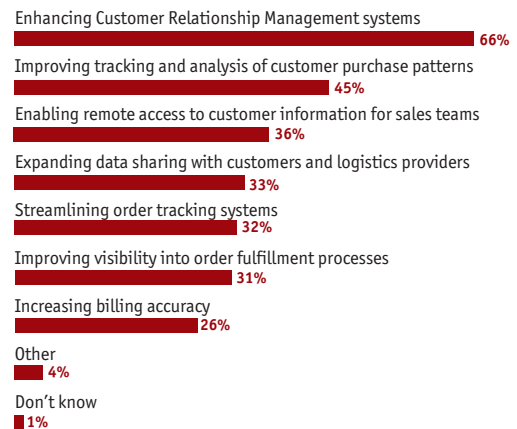 Enhancing Customer Relationship Management systems
66%
Improving tracking and analysis of customer purchase patterns
45%
Enabling remote access to customer information for sales teams
36%
Expanding data sharing with customers and logistics providers
33%
Streamlining order tracking systems
32%
Improving visibility into order fulfillment processes
31%
Increasing billing accuracy
26%
Other
4%
Don’t know
1%